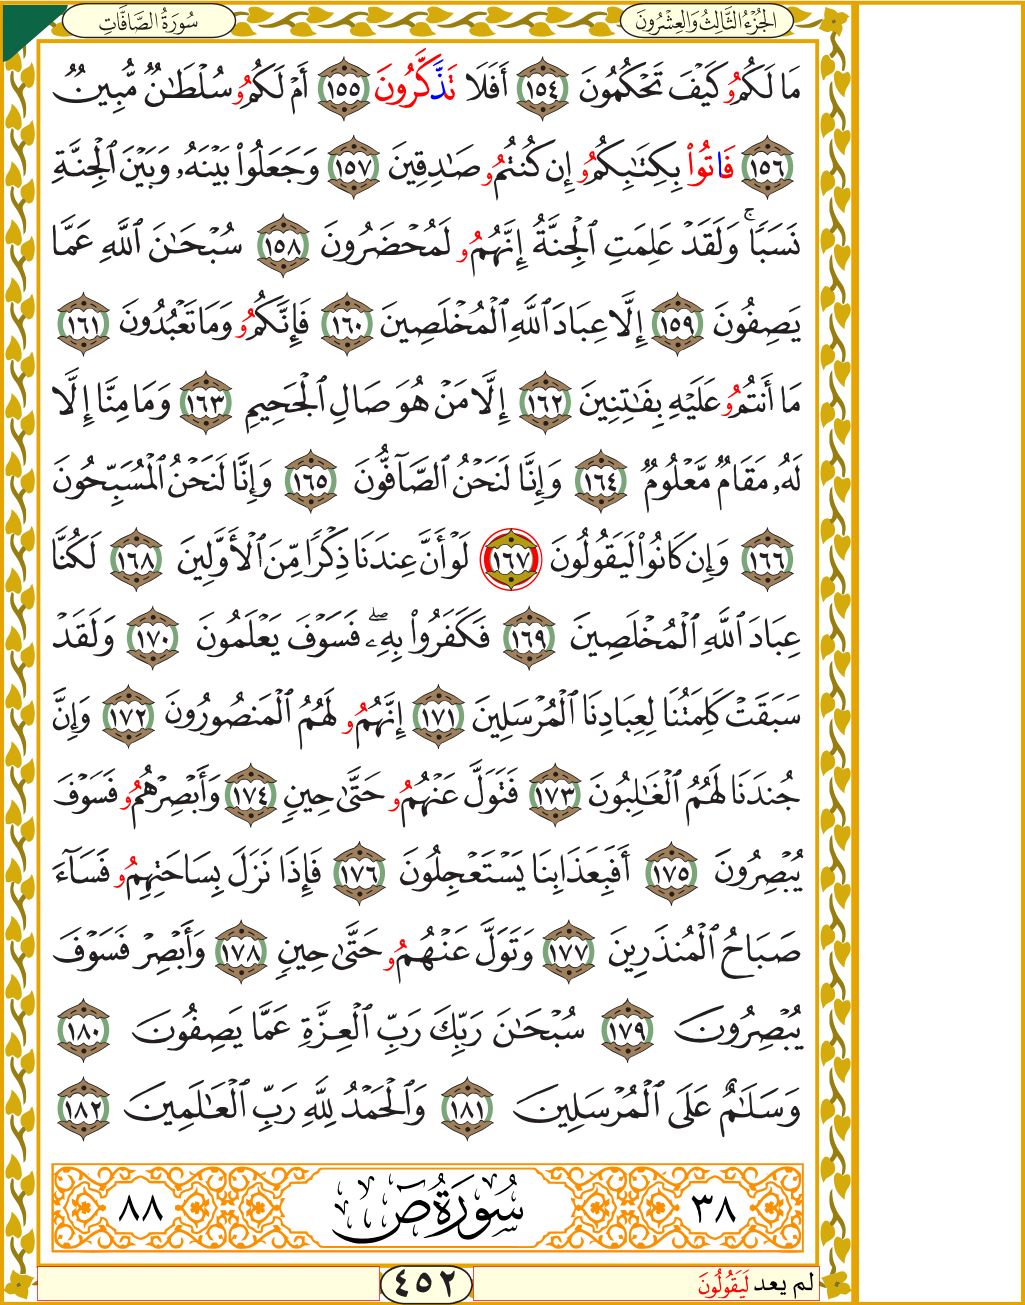 سُورَةُ الصَّافَّاتِ
الجُزْءُ الثَّالِثُ وَالعِشْرُونَ
مَا لَكُمُۥ كَيْفَ تَحْكُمُونَ ١٥٤ أَفَلَا تَذَّكَّرُونَ ١٥٥ أَمْ لَكُمُۥ سُلْطَٰنٌ مُّبِينٌ
١٥٦ فَاتُواْ بِكِتَٰبِكُمُۥ إِن كُنتُمُۥ صَٰدِقِينَ ١٥٧ وَجَعَلُواْ بَيْنَهُۥ وَبَيْنَ ٱلْجِنَّةِ
نَسَبًاۚ وَلَقَدْ عَلِمَتِ ٱلْجِنَّةُ إِنَّهُمُۥ لَمُحْضَرُونَ ١٥٨ سُبْحَٰنَ ٱللَّهِ عَمَّا
يَصِفُونَ ١٥٩ إِلَّا عِبَادَ ٱللَّهِ ٱلْمُخْلَصِينَ ١٦٠ فَإِنَّكُمُۥ وَمَا تَعْبُدُونَ ١٦١
مَا أَنتُمُۥ عَلَيْهِ بِفَٰتِنِينَ ١٦٢ إِلَّا مَنْ هُوَ صَالِ ٱلْجَحِيمِ ١٦٣ وَمَا مِنَّا إِلَّا
لَهُۥ مَقَامٌ مَّعْلُومٌ ١٦٤ وَإِنَّا لَنَحْنُ ٱلصَّآفُّونَ ١٦٥ وَإِنَّا لَنَحْنُ ٱلْمُسَبِّحُونَ
١٦٦ وَإِن كَانُواْ لَيَقُولُونَ ١٦٧ لَوْ أَنَّ عِندَنَا ذِكْرًا مِّنَ ٱلْأَوَّلِينَ ١٦٨ لَكُنَّا
عِبَادَ ٱللَّهِ ٱلْمُخْلَصِينَ ١٦٩ فَكَفَرُواْ بِهِۦۖ فَسَوْفَ يَعْلَمُونَ ١٧٠ وَلَقَدْ
سَبَقَتْ كَلِمَتُنَا لِعِبَادِنَا ٱلْمُرْسَلِينَ ١٧١ إِنَّهُمُۥ لَهُمُ ٱلْمَنصُورُونَ ١٧٢ وَإِنَّ
جُندَنَا لَهُمُ ٱلْغَٰلِبُونَ ١٧٣ فَتَوَلَّ عَنْهُمُۥ حَتَّىٰ حِينٍ ١٧٤ وَأَبْصِرْهُمُۥ فَسَوْفَ
يُبْصِرُونَ ١٧٥ أَفَبِعَذَابِنَا يَسْتَعْجِلُونَ ١٧٦ فَإِذَا نَزَلَ بِسَاحَتِهِمُۥ فَسَآءَ
صَبَاحُ ٱلْمُنذَرِينَ ١٧٧ وَتَوَلَّ عَنْهُمُۥ حَتَّىٰ حِينٍ ١٧٨ وَأَبْصِرْ فَسَوْفَ
يُبْصِرُونَ ١٧٩ سُبْحَٰنَ رَبِّكَ رَبِّ ٱلْعِزَّةِ عَمَّا يَصِفُونَ ١٨٠
وَسَلَٰمٌ عَلَى ٱلْمُرْسَلِينَ ١٨١ وَٱلْحَمْدُ لِلَّهِ رَبِّ ٱلْعَٰلَمِينَ ١٨٢
٣٨ سُورَةُ صٓ ٨٨
لم يعد لَيَقُولُونَ ٤٥٢